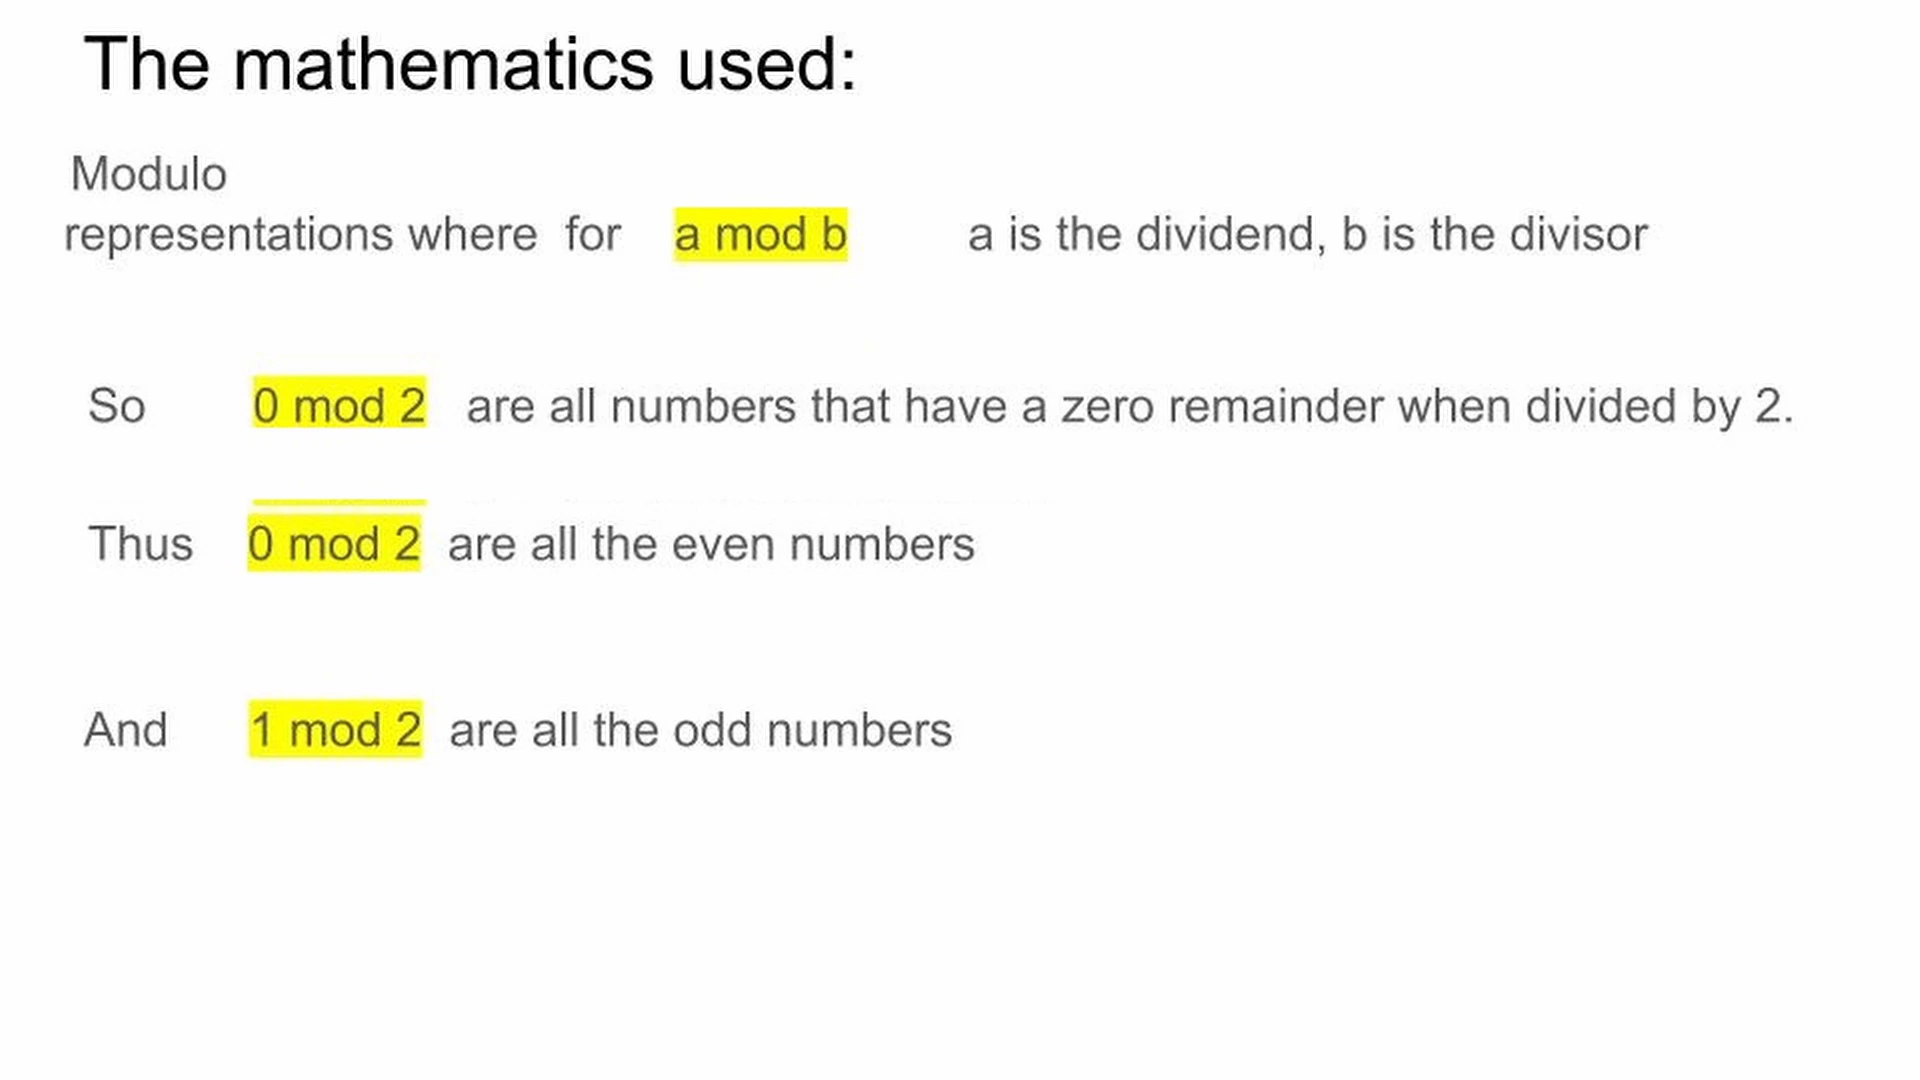 The mathematics used:
Modulo
representations where for a mod b a is the dividend, b is the divisor
So 0 mod 2 are all numbers that have a zero remainder when divided by 2.
Thus 0 mod 2 are all the even numbers
And 1 mod 2 are all the odd numbers